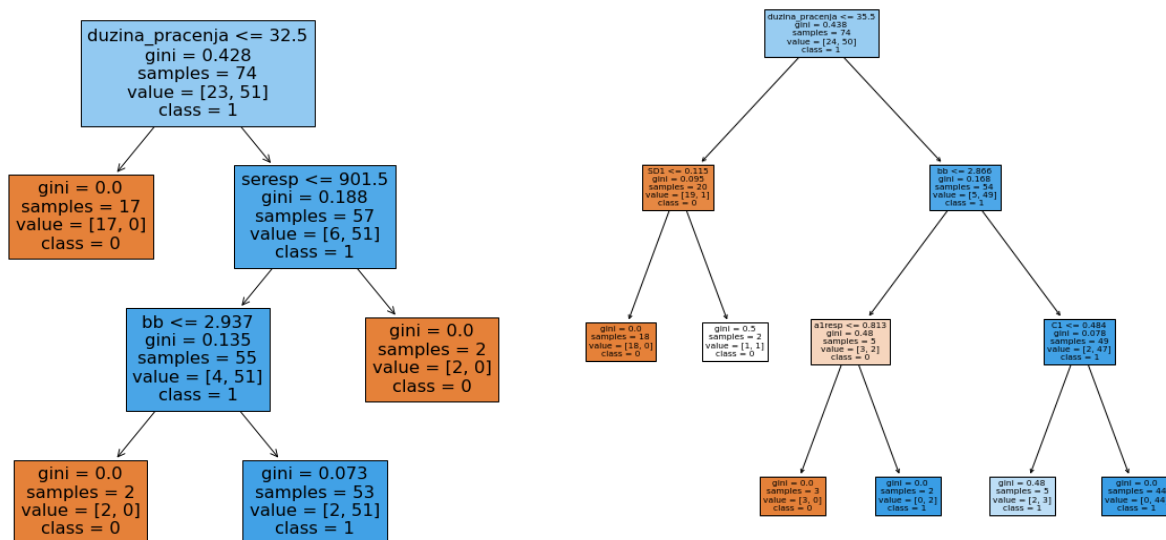 duzina_pracenja <= 32.5
gini = 0.428
samples = 74
value = [23, 51]
class = 1
gini = 0.0
samples = 17
value = [17, 0]
class = 0
seresp <= 901.5
gini = 0.188
samples = 57
value = [6, 51]
class = 1
bb <= 2.937
gini = 0.135
samples = 55
value = [4, 51]
class = 1
gini = 0.0
samples = 2
value = [2, 0]
class = 0
gini = 0.0
samples = 2
value = [2, 0]
class = 0
gini = 0.073
samples = 53
value = [2, 51]
class = 1
duzina_pracenja <= 35.5
gini = 0.438
samples = 74
value = [24, 50]
class = 1
SD1 <= 0.115
gini = 0.095
samples = 20
value = [19, 1]
class = 0
bb <= 2.866
gini = 0.168
samples = 54
value = [5, 49]
class = 1
gini = 0.0
samples = 18
value = [18, 0]
class = 0
gini = 0.5
samples = 2
value = [1, 1]
class = 0
a1resp <= 0.813
gini = 0.48
samples = 5
value = [3, 2]
class = 0
C1 <= 0.484
gini = 0.078
samples = 49
value = [2, 47]
class = 1
gini = 0.0
samples = 3
value = [3, 0]
class = 0
gini = 0.0
samples = 2
value = [0, 2]
class = 1
gini = 0.48
samples = 5
value = [2, 3]
class = 1
gini = 0.0
samples = 44
value = [0, 44]
class = 1